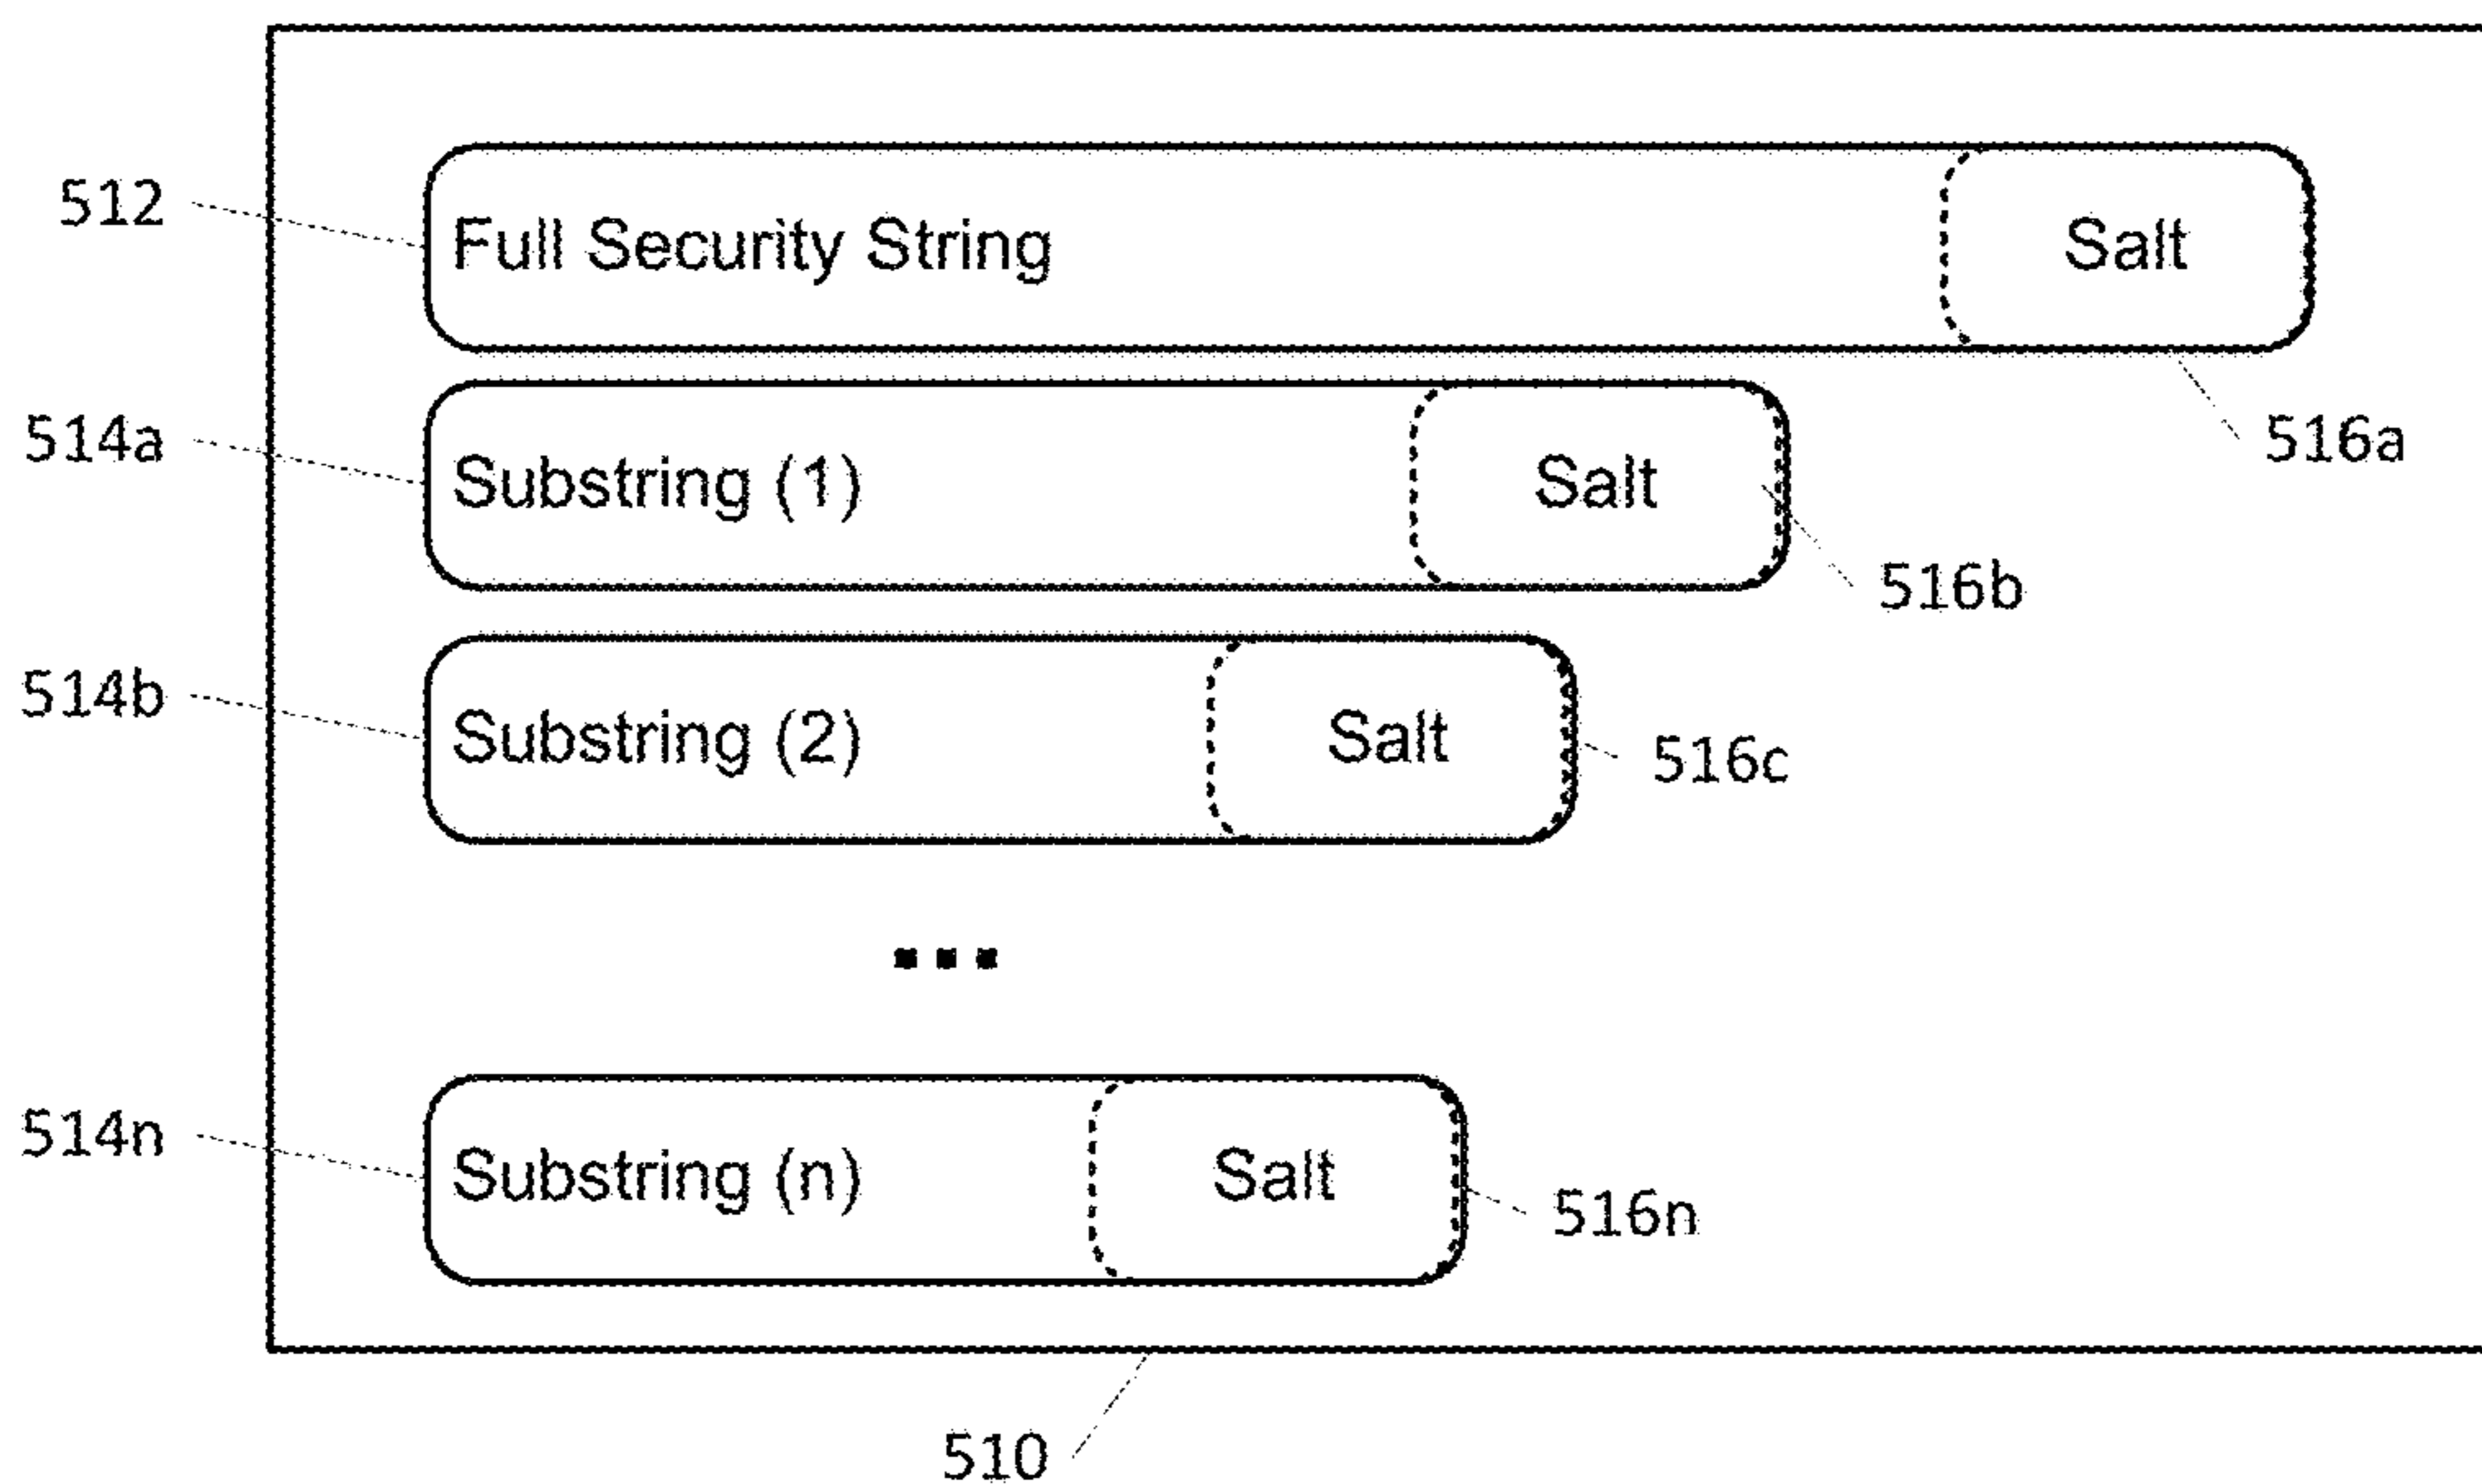 512
Full Security String Salt
516a
514a
Substring (1) Salt
516b
514b
Substring (2) Salt
516c
...
514n
Substring (n) Salt
516n
510